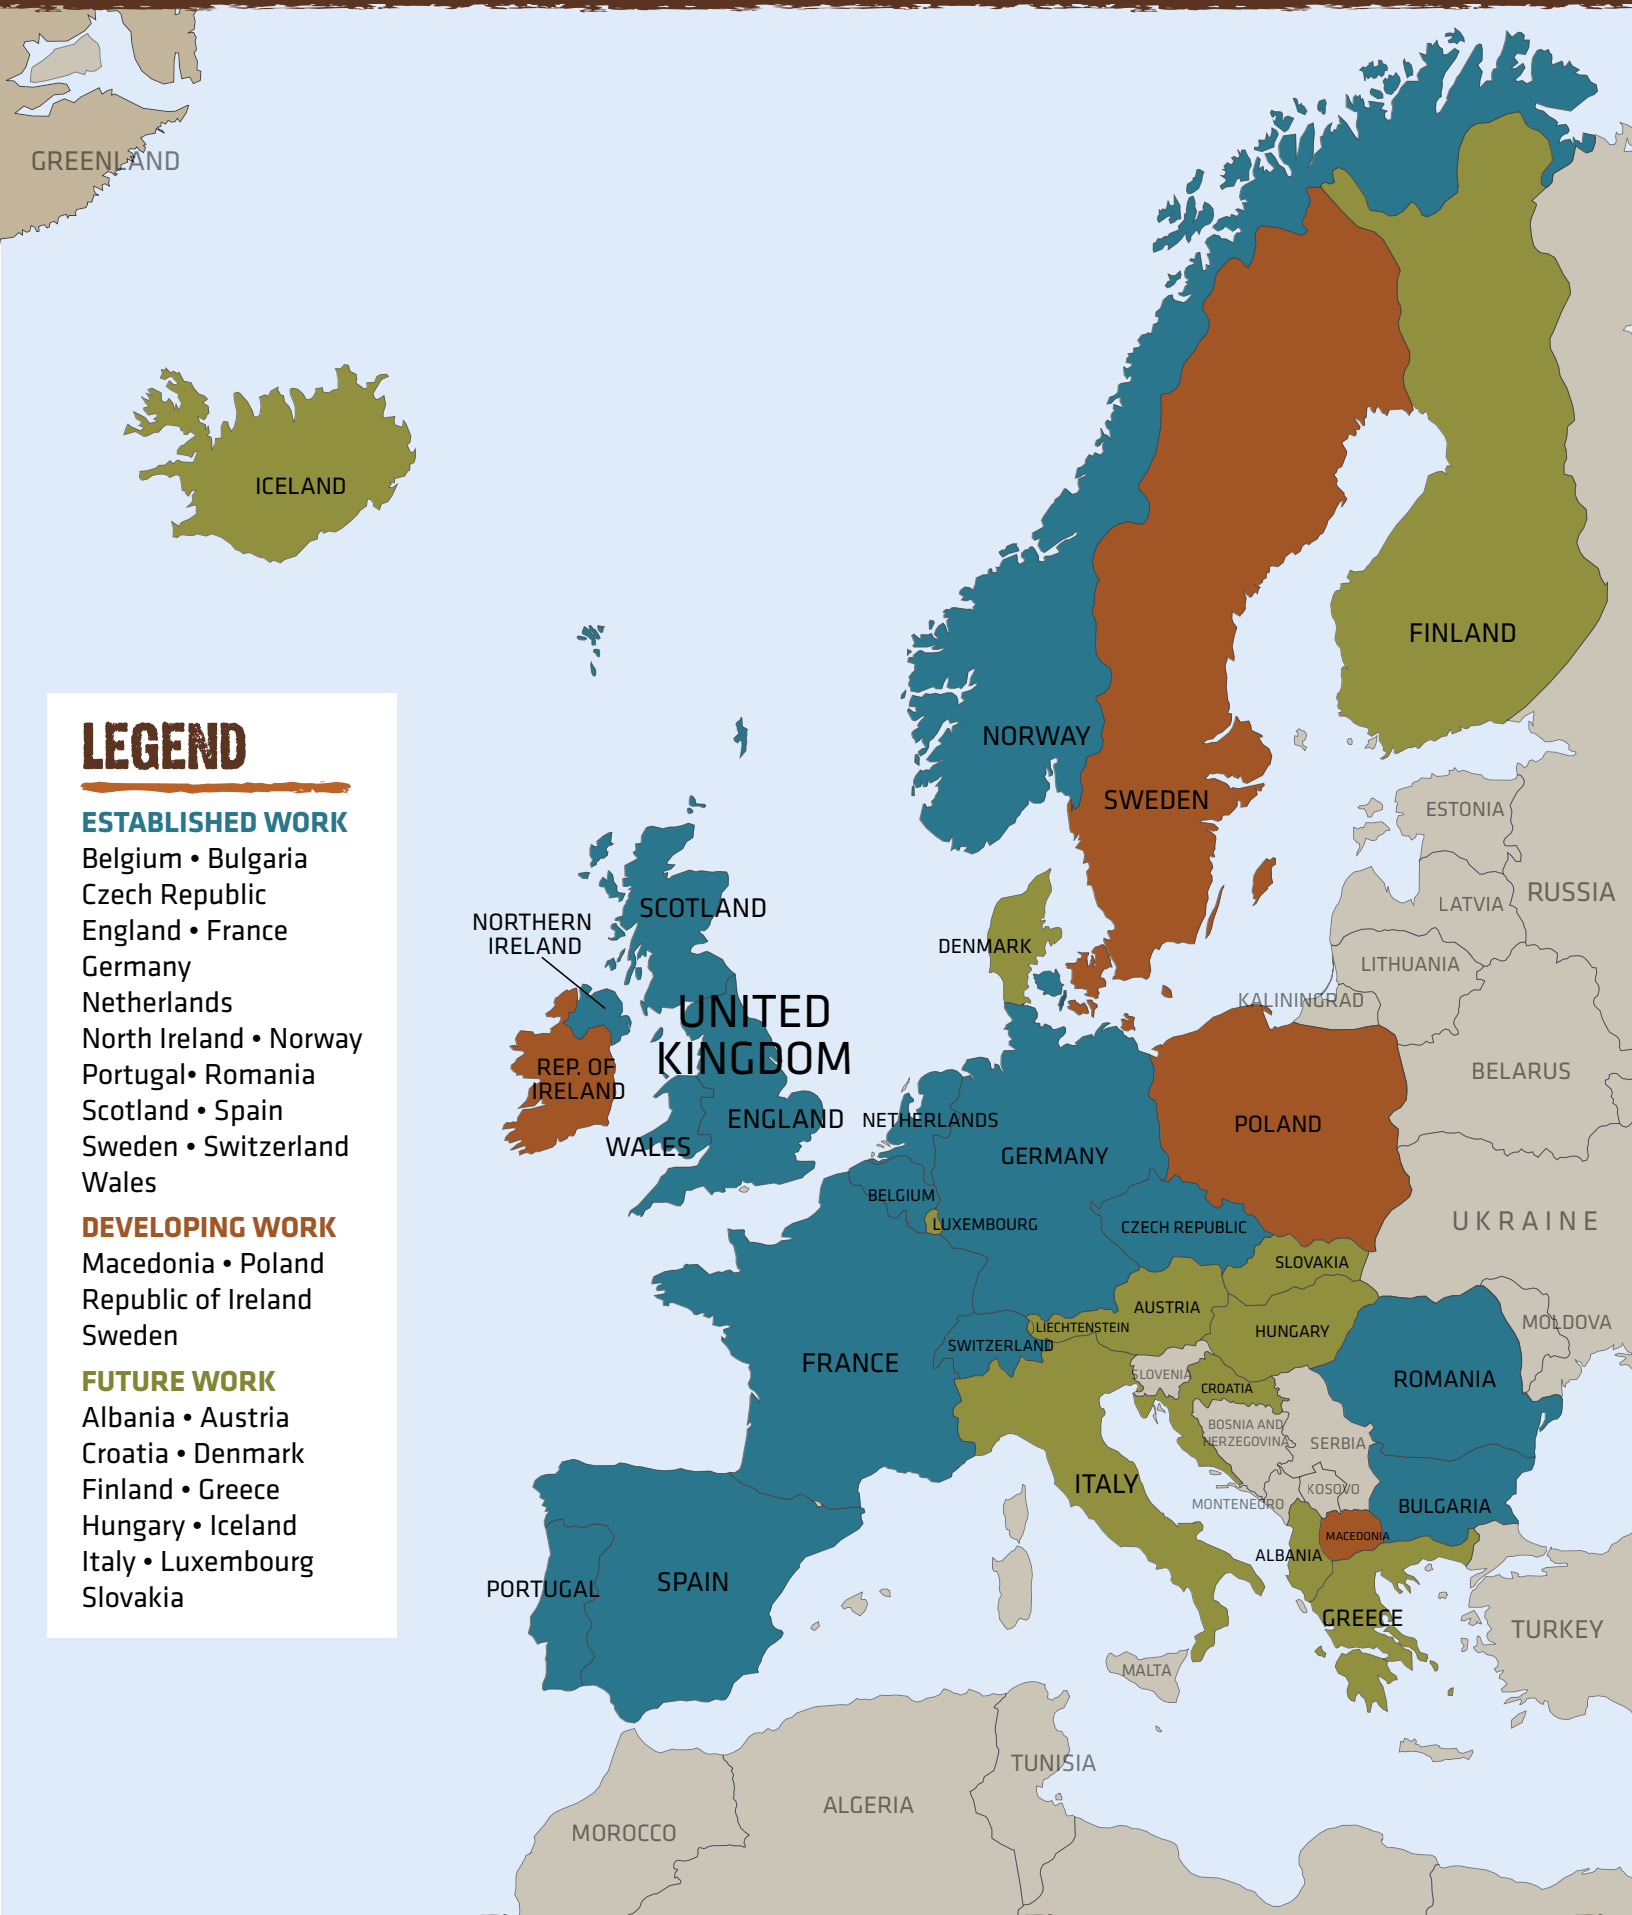 GREENLAND
ICELAND
FINLAND
NORWAY
SWEDEN
ESTONIA
RUSSIA
LATVIA
SCOTLAND
NORTHERN
IRELAND
DENMARK
LITHUANIA
KALININGRAD
UNITED
KINGDOM
REP. OF
IRELAND
BELARUS
ENGLAND
NETHERLANDS
POLAND
WALES
GERMANY
BELGIUM
LUXEMBOURG
CZECH REPUBLIC
UKRAINE
SLOVAKIA
AUSTRIA
LIECHTENSTEIN
HUNGARY
MOLDOVA
SWITZERLAND
FRANCE
SLOVENIA
CROATIA
ROMANIA
BOSNIA AND
HERZEGOVINA
SERBIA
ITALY
KOSOVO
MONTENEGRO
BULGARIA
MACEDONIA
ALBANIA
PORTUGAL
SPAIN
GREECE
TURKEY
MALTA
TUNISIA
ALGERIA
MOROCCO
LEGEND
ESTABLISHED WORK
Belgium • Bulgaria
Czech Republic
England • France
Germany
Netherlands
North Ireland • Norway
Portugal• Romania
Scotland • Spain
Sweden • Switzerland
Wales
DEVELOPING WORK
Macedonia • Poland
Republic of Ireland
Sweden
FUTURE WORK
Albania • Austria
Croatia • Denmark
Finland • Greece
Hungary • Iceland
Italy • Luxembourg
Slovakia